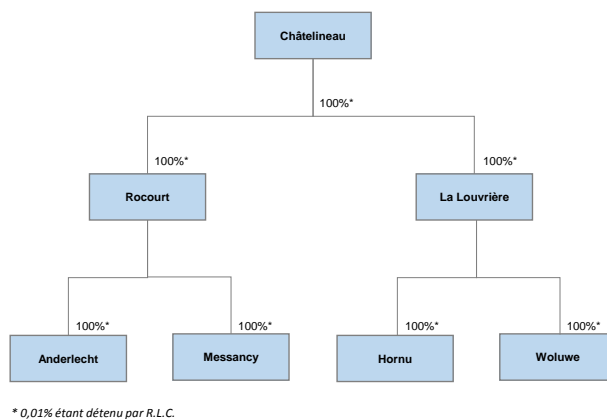 Châtelineau
100%*
100%*
100%*
Rocourt
La Louvrière
100%*
100%*
100%*
100%*
Anderlecht
Messancy
Hornu
Woluwe
* 0,01% étant détenu par R.L.C.